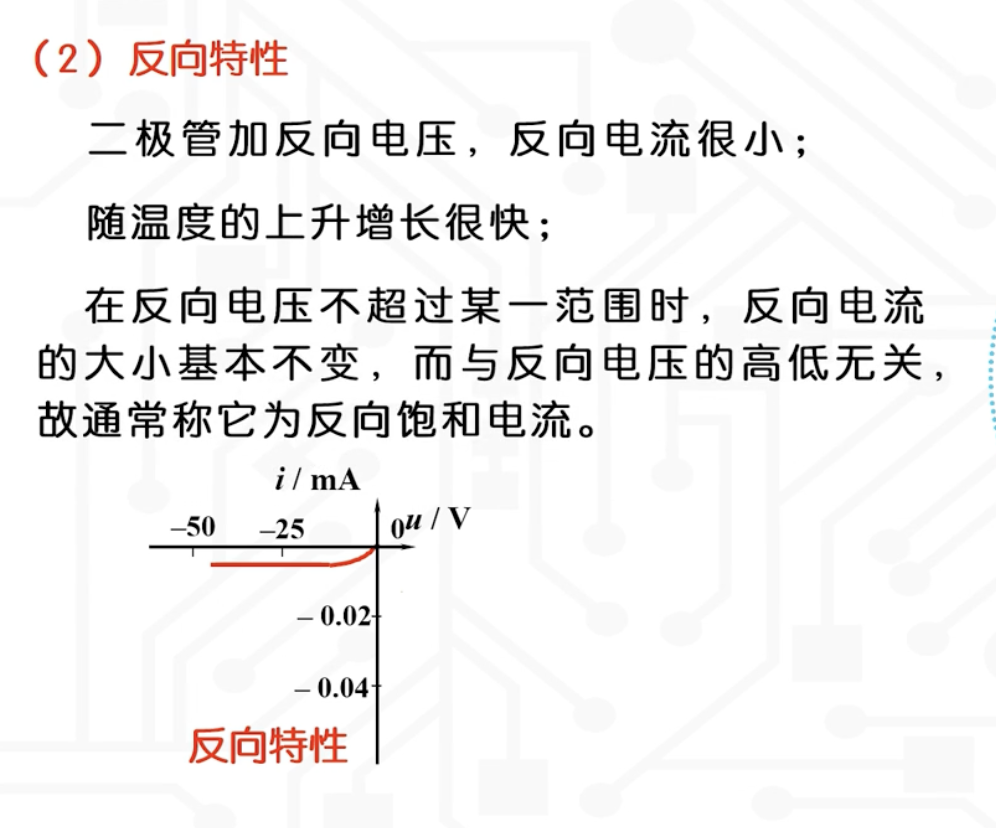 （2）反向特性
二极管加反向电压，反向电流很小；
随温度的上升增长很快；
在反向电压不超过某一范围时，反向电流
的大小基本不变，而与反向电压的高低无关，
故通常称它为反向饱和电流。
i / mA
–50 –25 0 u / V
– 0.02
– 0.04
反向特性